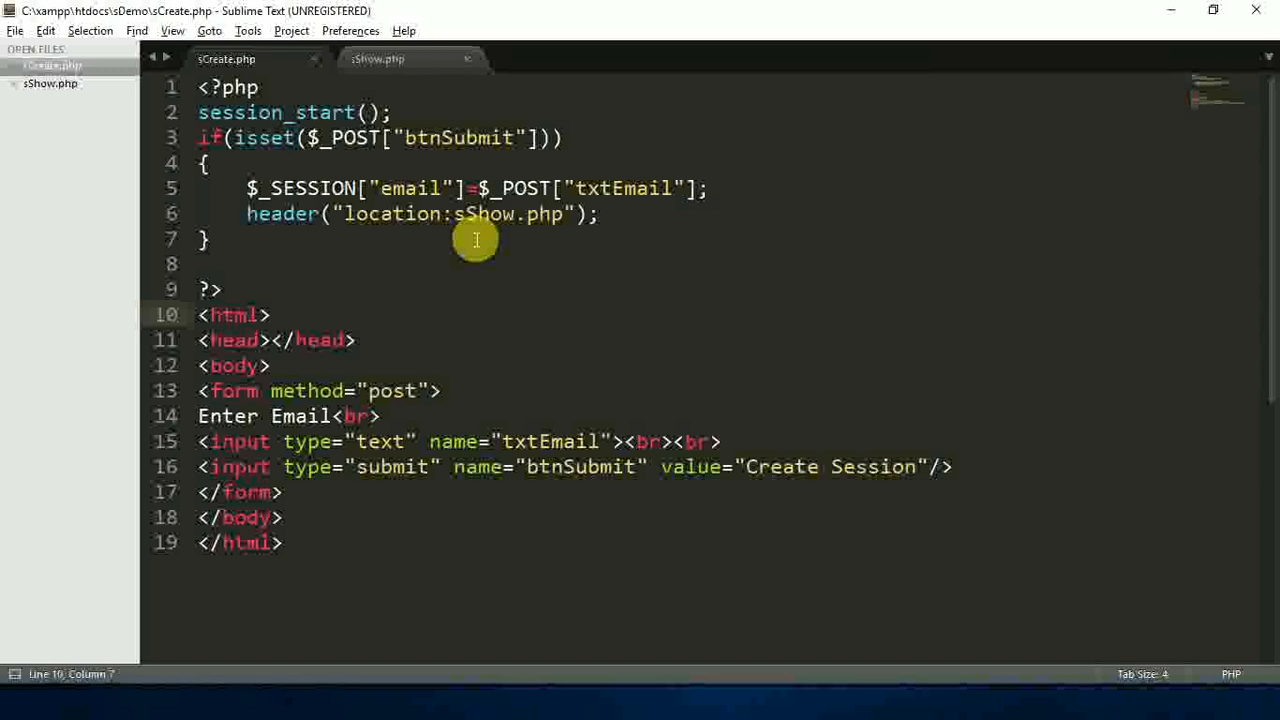 C:\xampp\htdocs\sDemo\sCreate.php - Sublime Text (UNREGISTERED)
File Edit Selection Find View Goto Tools Project Preferences Help
OPEN FILES
sCreate.php
sShow.php
sCreate.php sShow.php
1 <?php
2 session_start();
3 if(isset($_POST["btnSubmit"]))
4 {
5 $_SESSION["email"]=$_POST["txtEmail"];
6 header("location:sShow.php");
7 }
8
9 ?>
10 <html>
11 <head></head>
12 <body>
13 <form method="post">
14 Enter Email<br>
15 <input type="text" name="txtEmail"><br><br>
16 <input type="submit" name="btnSubmit" value="Create Session"/>
17 </form>
18 </body>
19 </html>
Line 10, Column 7 Tab Size: 4 PHP